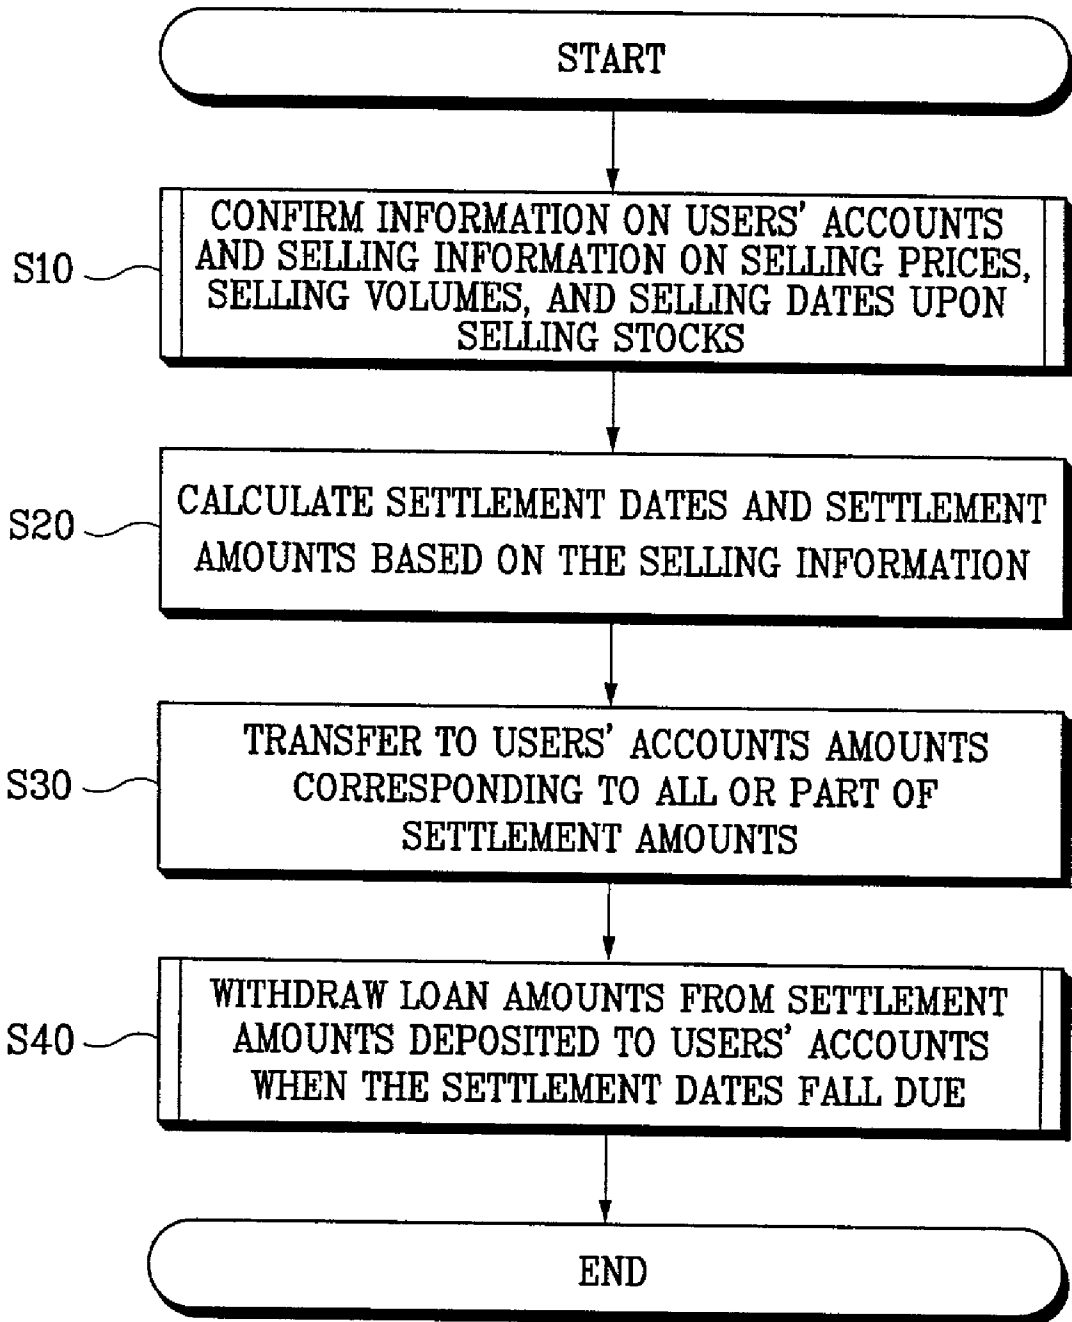 START
S10
CONFIRM INFORMATION ON USERS' ACCOUNTS
AND SELLING INFORMATION ON SELLING PRICES,
SELLING VOLUMES, AND SELLING DATES UPON
SELLING STOCKS
S20
CALCULATE SETTLEMENT DATES AND SETTLEMENT
AMOUNTS BASED ON THE SELLING INFORMATION
S30
TRANSFER TO USERS' ACCOUNTS AMOUNTS
CORRESPONDING TO ALL OR PART OF
SETTLEMENT AMOUNTS
S40
WITHDRAW LOAN AMOUNTS FROM SETTLEMENT
AMOUNTS DEPOSITED TO USERS' ACCOUNTS
WHEN THE SETTLEMENT DATES FALL DUE
END